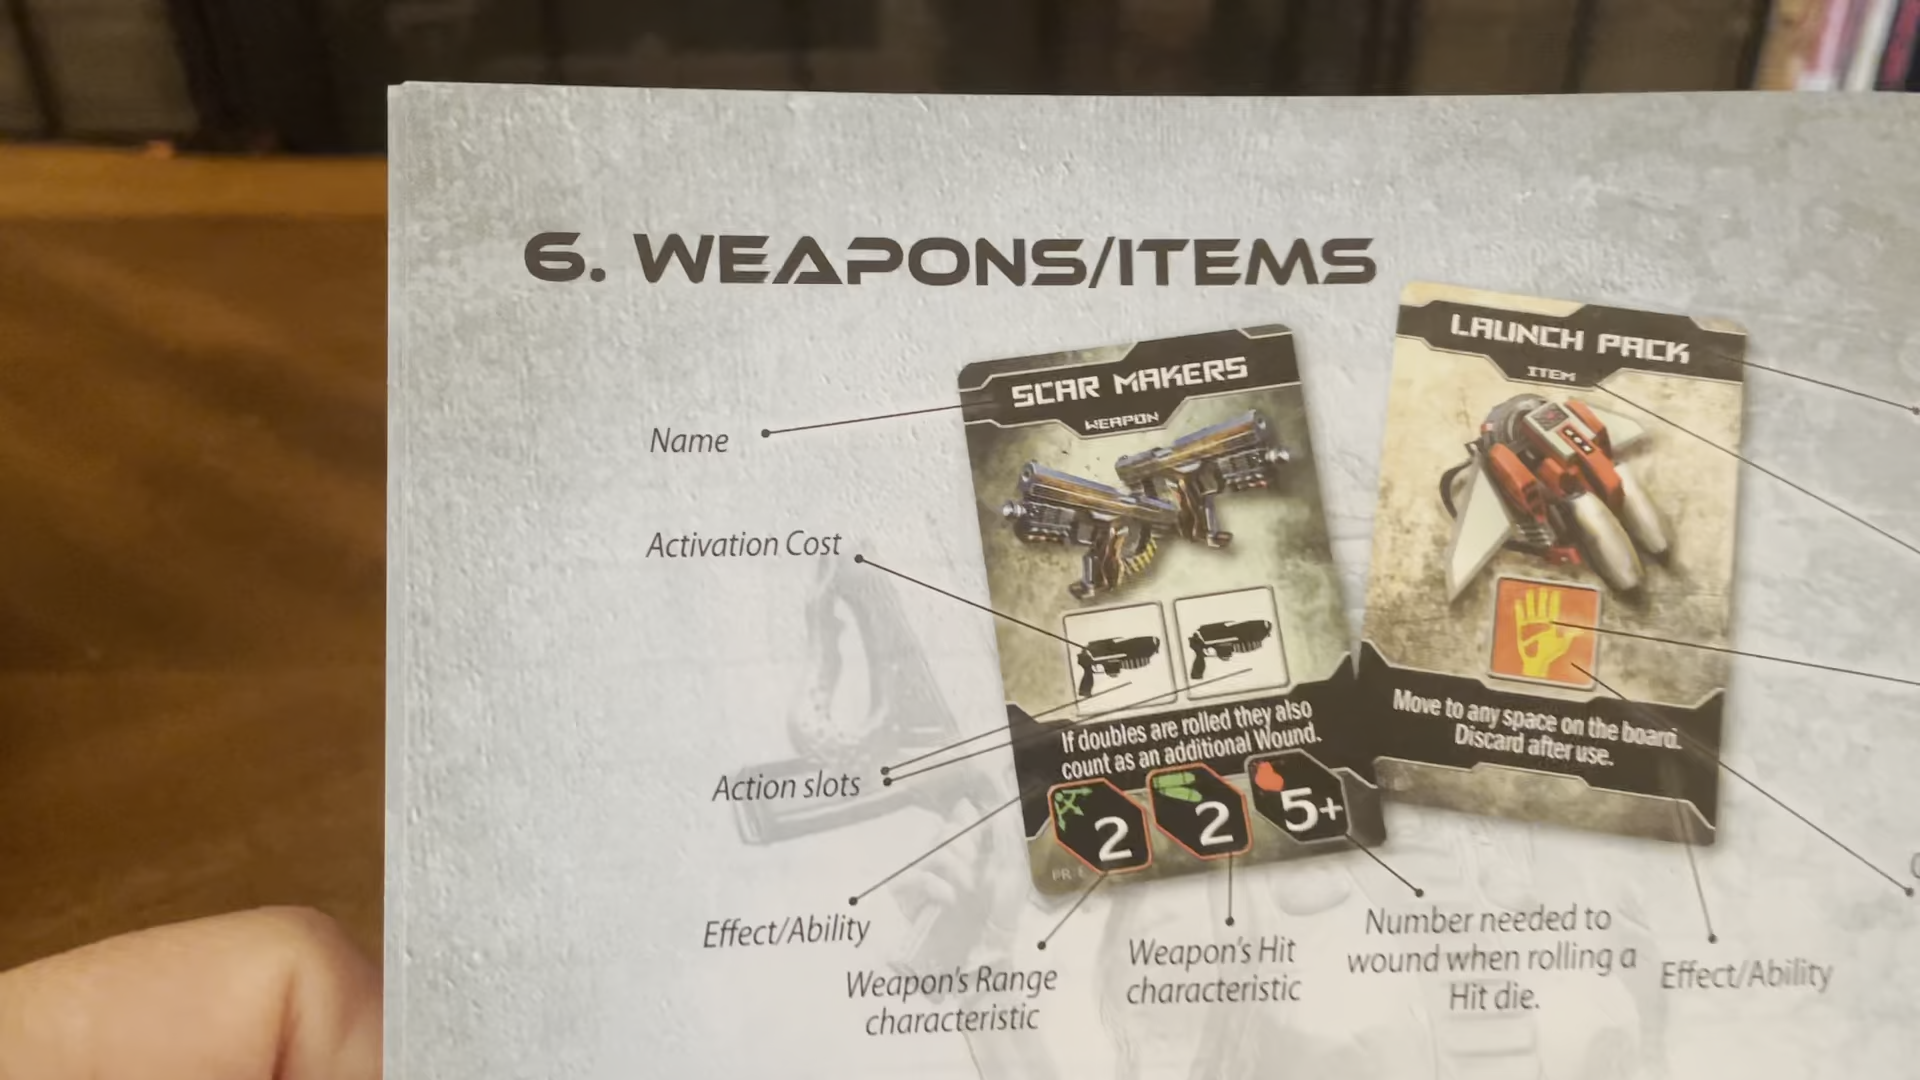 6. WEAPONS/ITEMS
LAUNCH PACK
ITEM
SCAR MAKERS
WEAPON
Name
Activation Cost
Move to any space on the board.
Discard after use.
If doubles are rolled they also
count as an additional Wound.
Action slots
2
2
5+
Effect/Ability
Weapon's Range
characteristic
Weapon's Hit
characteristic
Number needed to
wound when rolling a
Hit die.
Effect/Ability